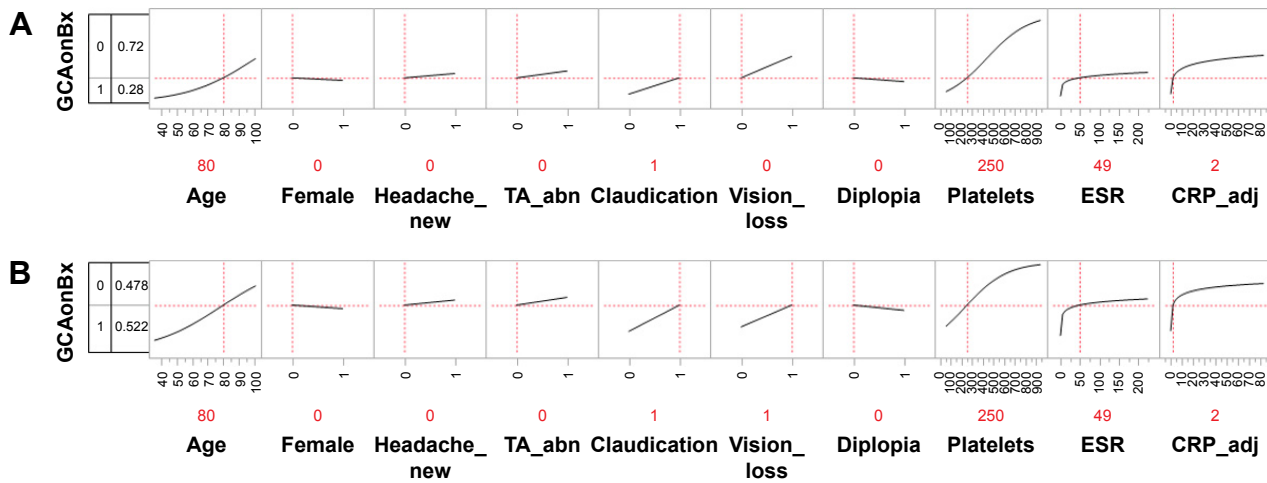 A
GCAonBx
0 0.72
1 0.28
40 50 60 70 80 90 100 0 1 0 1 0 1 0 1 0 1 0 1 0 100 200 300 400 500 600 700 800 900 0 50 100 150 200 0 10 20 30 40 50 60 70 80
80 0 0 0 1 0 0 250 49 2
Age Female Headache_ TA_abn Claudication Vision_ Diplopia Platelets ESR CRP_adj
new loss
B
GCAonBx
0 0.478
1 0.522
40 50 60 70 80 90 100 0 1 0 1 0 1 0 1 0 1 0 1 0 100 200 300 400 500 600 700 800 900 0 50 100 150 200 0 10 20 30 40 50 60 70 80
80 0 0 0 1 1 0 250 49 2
Age Female Headache_ TA_abn Claudication Vision_ Diplopia Platelets ESR CRP_adj
new loss